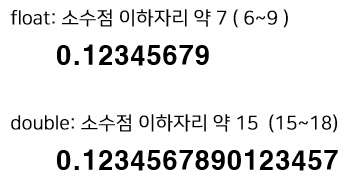 float: 소수점 이하자리 약 7 ( 6~9 )
0.12345679
double: 소수점 이하자리 약 15 (15~18)
0.1234567890123457